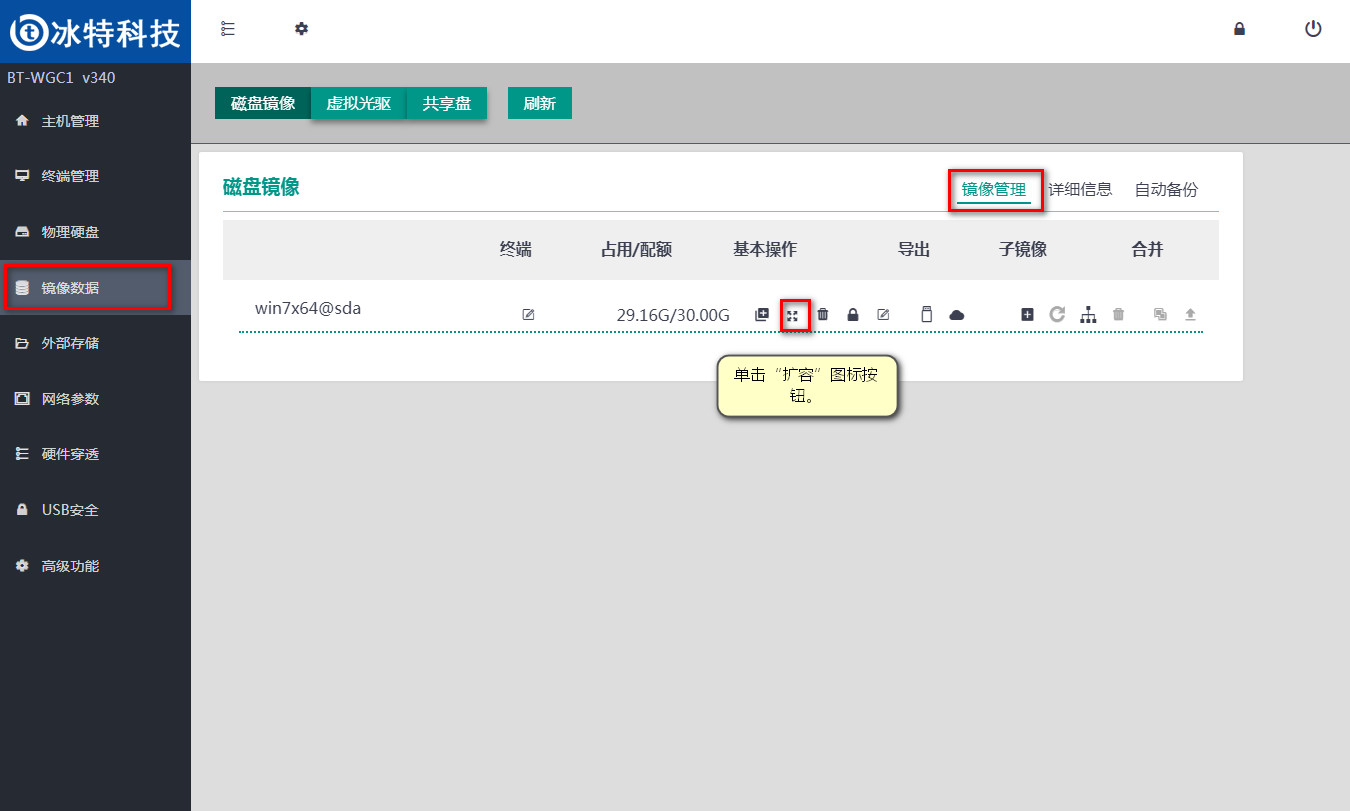 冰特科技
BT-WGC1 v340
主机管理
终端管理
物理硬盘
镜像数据
外部存储
网络参数
硬件穿透
USB安全
高级功能
磁盘镜像 虚拟光驱 共享盘 刷新
磁盘镜像
镜像管理 详细信息 自动备份
终端 占用/配额 基本操作 导出 子镜像 合并
win7x64@sda 29.16G/30.00G
单击“扩容”图标按
钮。